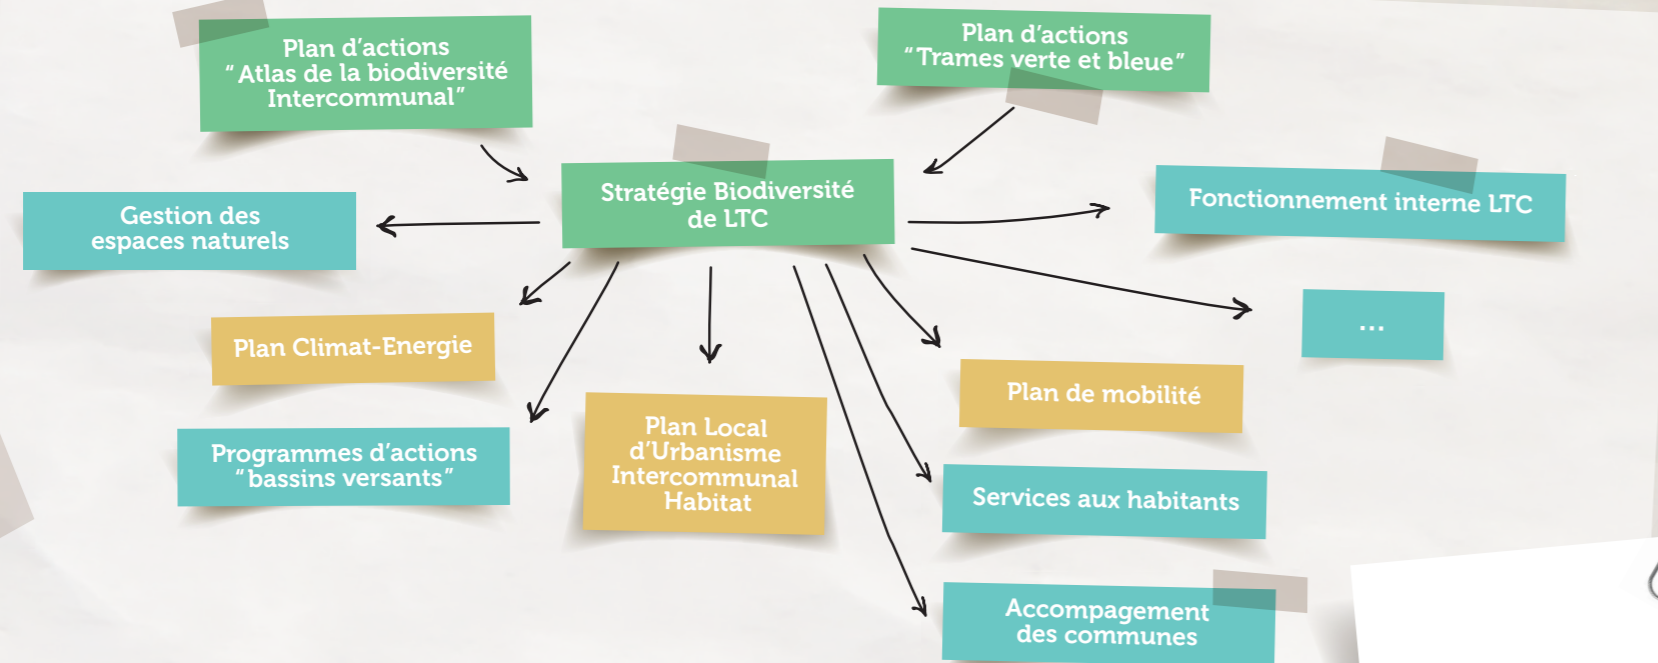 Plan d’actions
“Atlas de la biodiversité
Intercommunal”
Plan d’actions
“Trames verte et bleue”
Stratégie Biodiversité
de LTC
Fonctionnement interne LTC
Gestion des
espaces naturels
...
Plan Climat-Energie
Plan de mobilité
Programmes d’actions
“bassins versants”
Plan Local
d’Urbanisme
Intercommunal
Habitat
Services aux habitants
Accompagement
des communes